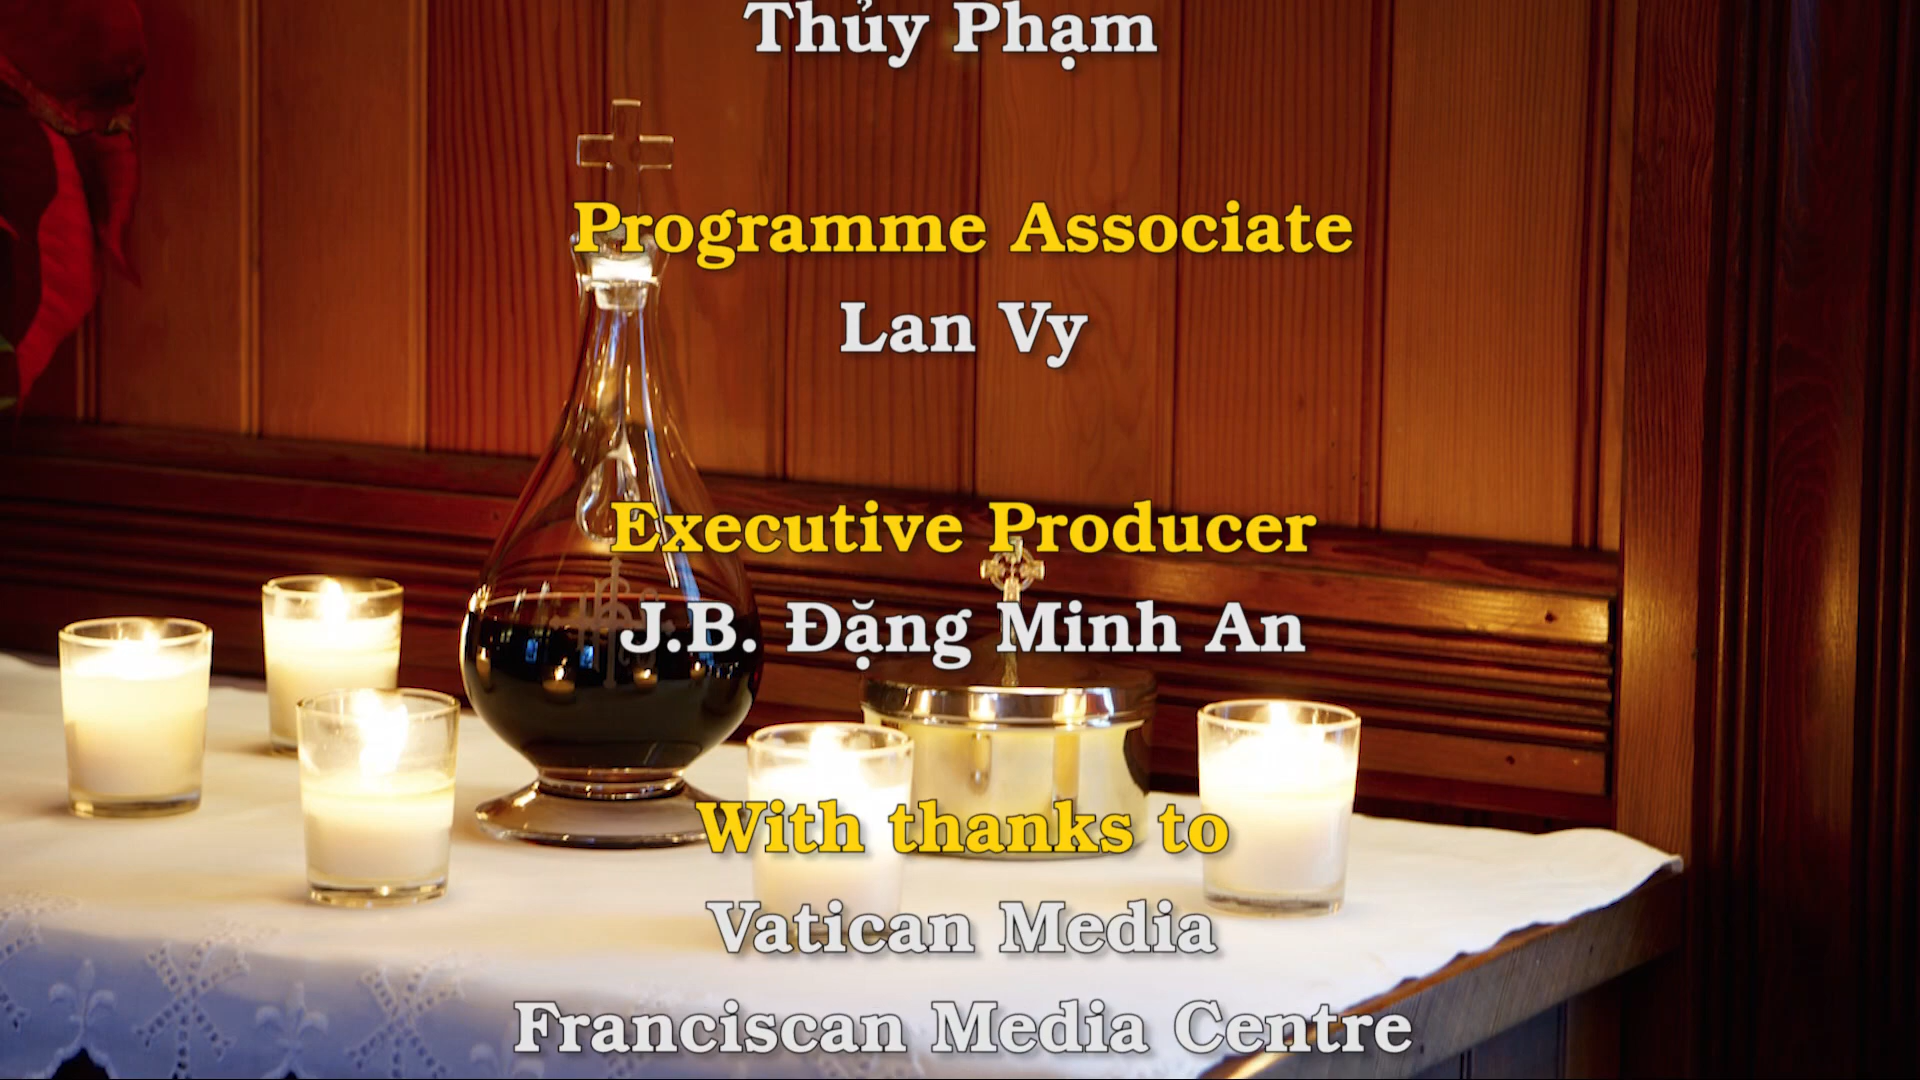 Thủy Phạm
Programme Associate
Lan Vy
Executive Producer
J.B. Đặng Minh An
With thanks to
Vatican Media
Franciscan Media Centre